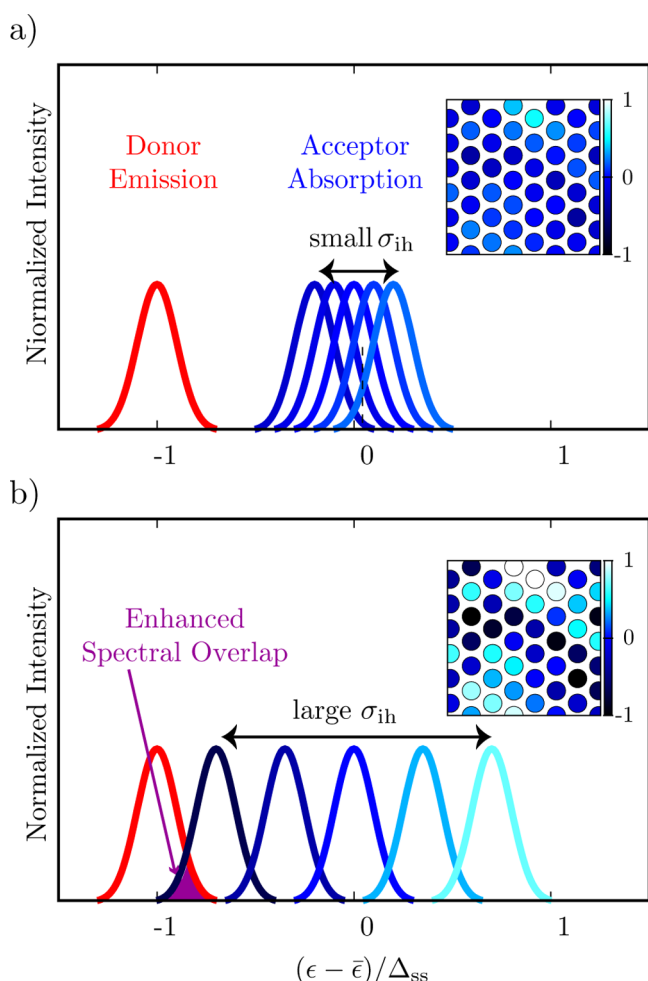 a)
Niormalized Intensity
Donor
Emission
Acceptor
Absorption
small σih
1
0
-1
-1
0
1
b)
Normalized Intensity
Enhanced
Spectral Overlap
large σih
1
0
-1
-1
0
1
(ϵ − ϵ̄)/Δss